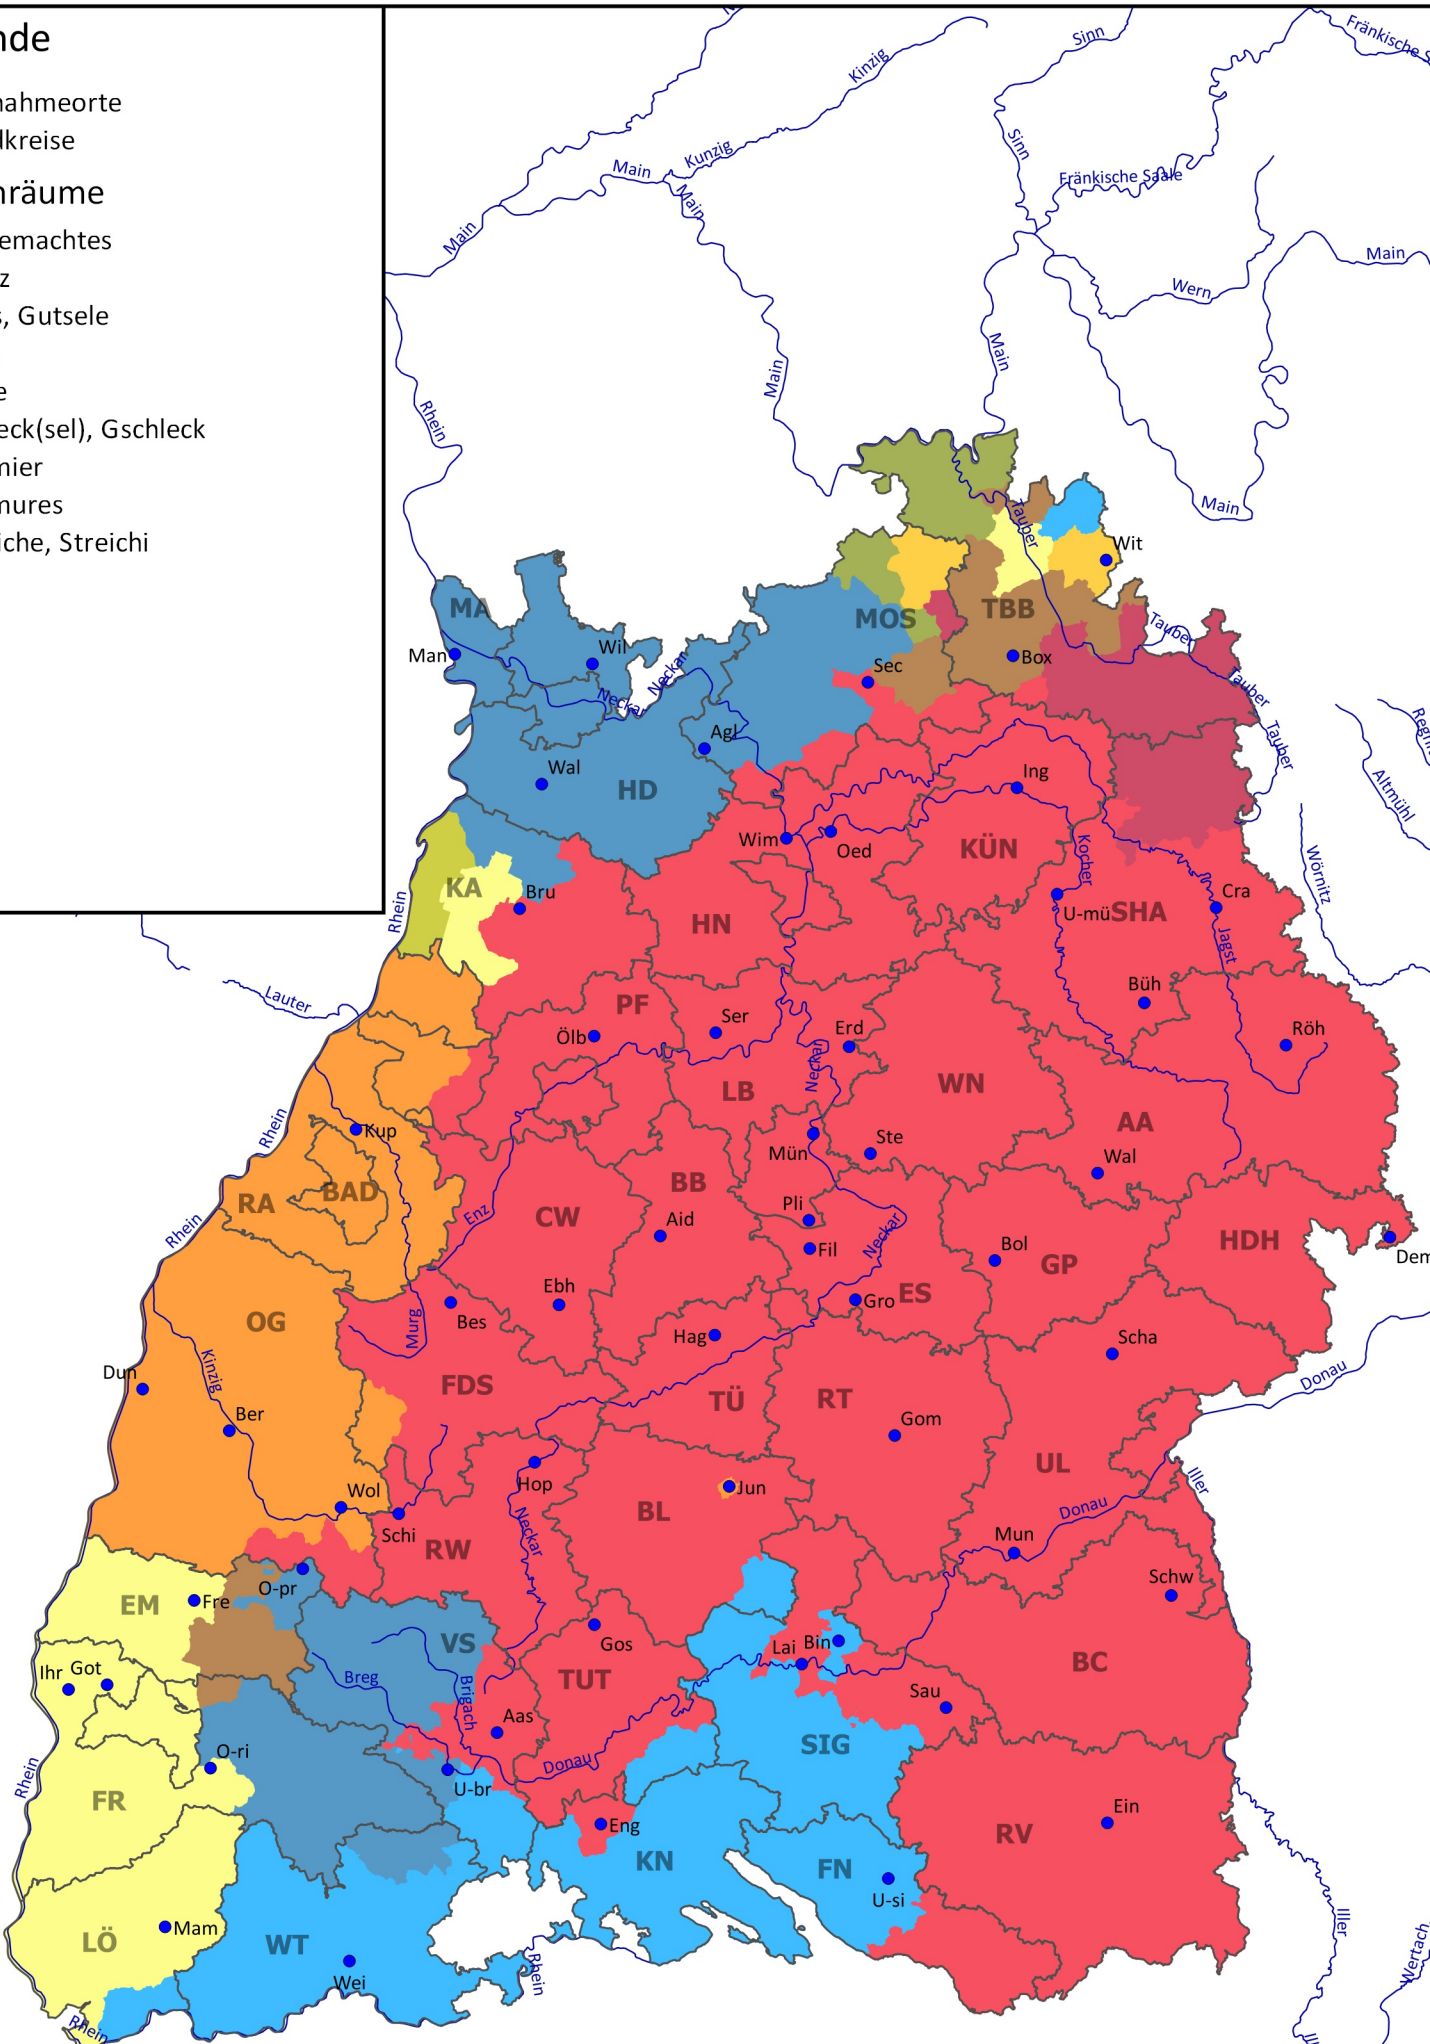 nde
nahmeorte
dkreise
nräume
emachtes
z
s, Gutsele
e
eck(sel), Gschleck
mier
mures
iche, Streichi
Kinzig
Sinn
Fränkische S
Main
Kunzig
Sinn
Fränkische Saale
Main
Main
Main
Wern
Main
Main
Rhein
Main
Tauber
Wit
MA
MOS
TBB
Tauber
Man
Wil
Neckar
Sec
Box
Neckar
Tauber
Agl
Tauber
Wal
HD
Ing
Altmühl
Wim
Oed
KÜN
Kocher
Wörnitz
KA
Bru
Rhein
HN
U-mü
SHA
Cra
Jagst
Lauter
PF
Büh
Ölb
Ser
Erd
Röh
Neckar
LB
WN
Rhein
Kup
AA
Mün
Ste
Wal
RA
BAD
BB
Pli
Rhein
Enz
CW
Aid
Fil
Neckar
Bol
GP
HDH
Dem
Ebh
ES
OG
Murg
Bes
Gro
Hag
Scha
Dun
Kinzig
FDS
TÜ
RT
Donau
Ber
Gom
UL
Wol
Hop
BL
Jun
Iller
Schi
Neckar
Donau
RW
Mun
O-pr
Schw
EM
Fre
VS
Gos
Lai
Bin
Ihr
Got
Breg
Brigach
TUT
BC
Sau
Aas
O-ri
SIG
Rhein
Donau
U-br
FR
Eng
Ein
KN
FN
RV
U-si
LÖ
Mam
WT
Wei
Rhein
Iller
Wertach
Rhein